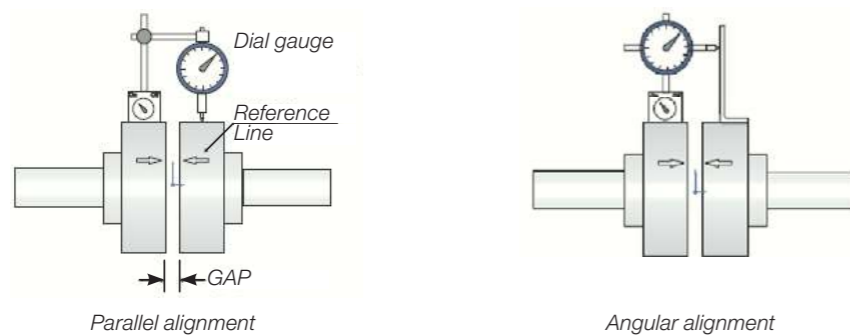 Dial gauge
Reference
Line
GAP
Parallel alignment
Angular alignment